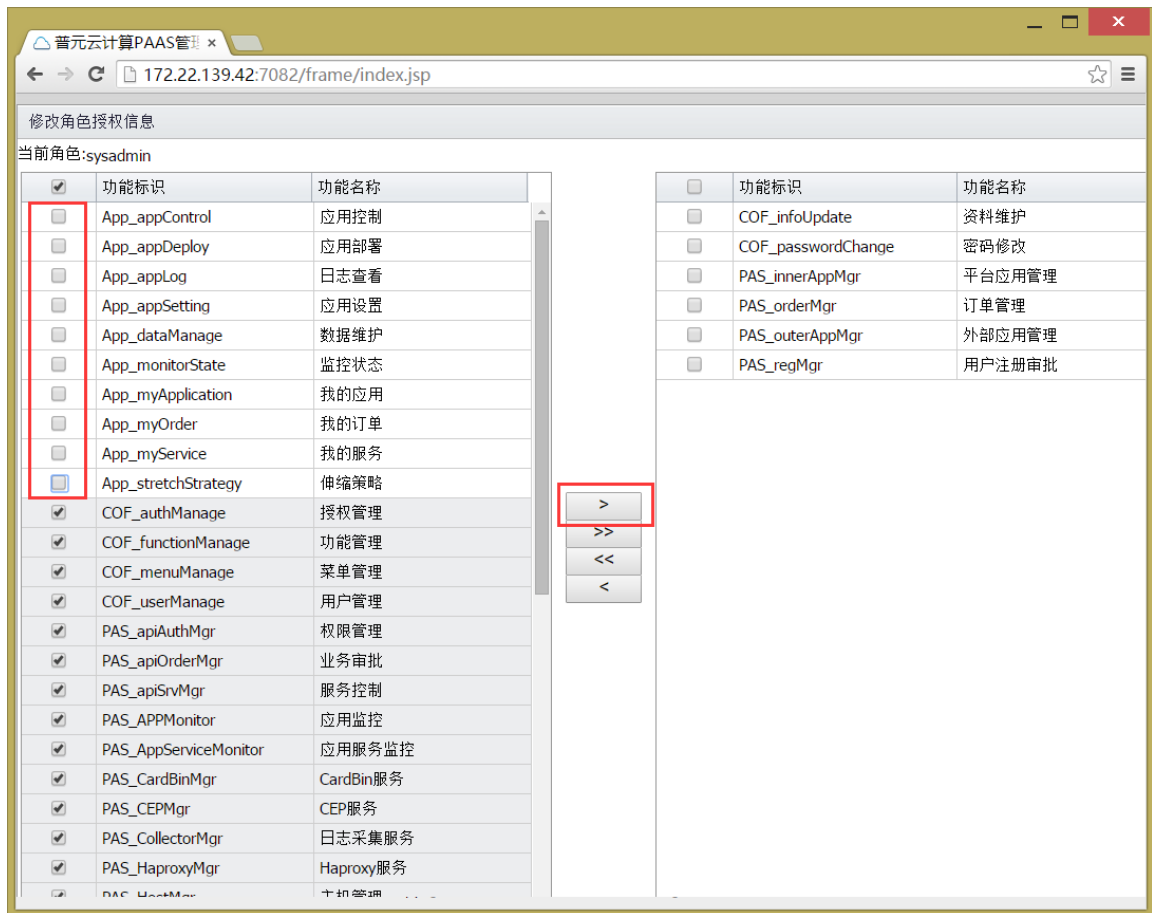 普元云计算PAAS管理
172.22.139.42:7082/frame/index.jsp
修改角色授权信息
当前角色:sysadmin
功能标识 功能名称
App_appControl 应用控制
App_appDeploy 应用部署
App_appLog 日志查看
App_appSetting 应用设置
App_dataManage 数据维护
App_monitorState 监控状态
App_myApplication 我的应用
App_myOrder 我的订单
App_myService 我的服务
App_stretchStrategy 伸缩策略
COF_authManage 授权管理
COF_functionManage 功能管理
COF_menuManage 菜单管理
COF_userManage 用户管理
PAS_apiAuthMgr 权限管理
PAS_apiOrderMgr 业务审批
PAS_apiSrvMgr 服务控制
PAS_APPMonitor 应用监控
PAS_AppServiceMonitor 应用服务监控
PAS_CardBinMgr CardBin服务
PAS_CEPMgr CEP服务
PAS_CollectorMgr 日志采集服务
PAS_HaproxyMgr Haproxy服务
PAS_HostMgr 主机管理
>
>>
<<
<
功能标识 功能名称
COF_infoUpdate 资料维护
COF_passwordChange 密码修改
PAS_innerAppMgr 平台应用管理
PAS_orderMgr 订单管理
PAS_outerAppMgr 外部应用管理
PAS_regMgr 用户注册审批